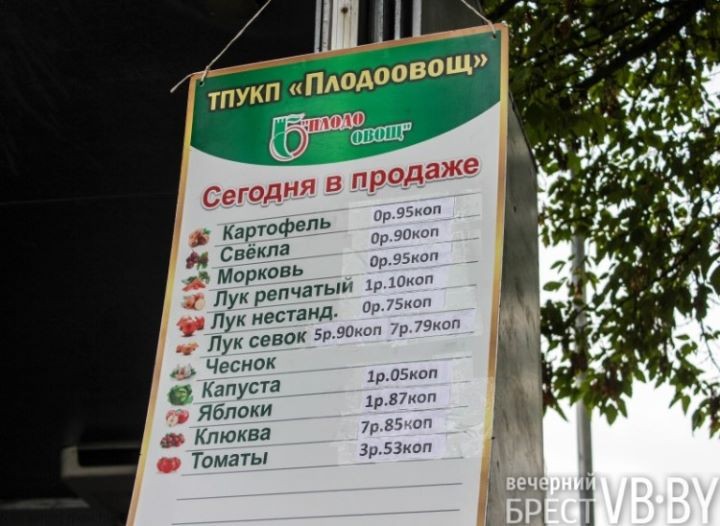 ТПУКП «Плодоовощ»
"ПЛОДО
ОВОЩ"
Сегодня в продаже
Картофель 0р.95коп
Свёкла 0р.90коп
Морковь 0р.95коп
Лук репчатый 1р.10коп
Лук нестанд. 0р.75коп
Лук севок 5р.90коп 7р.79коп
Чеснок
Капуста 1р.05коп
Яблоки 1р.87коп
Клюква 7р.85коп
Томаты 3р.53коп
вечерний
БРЕСТ VB.BY